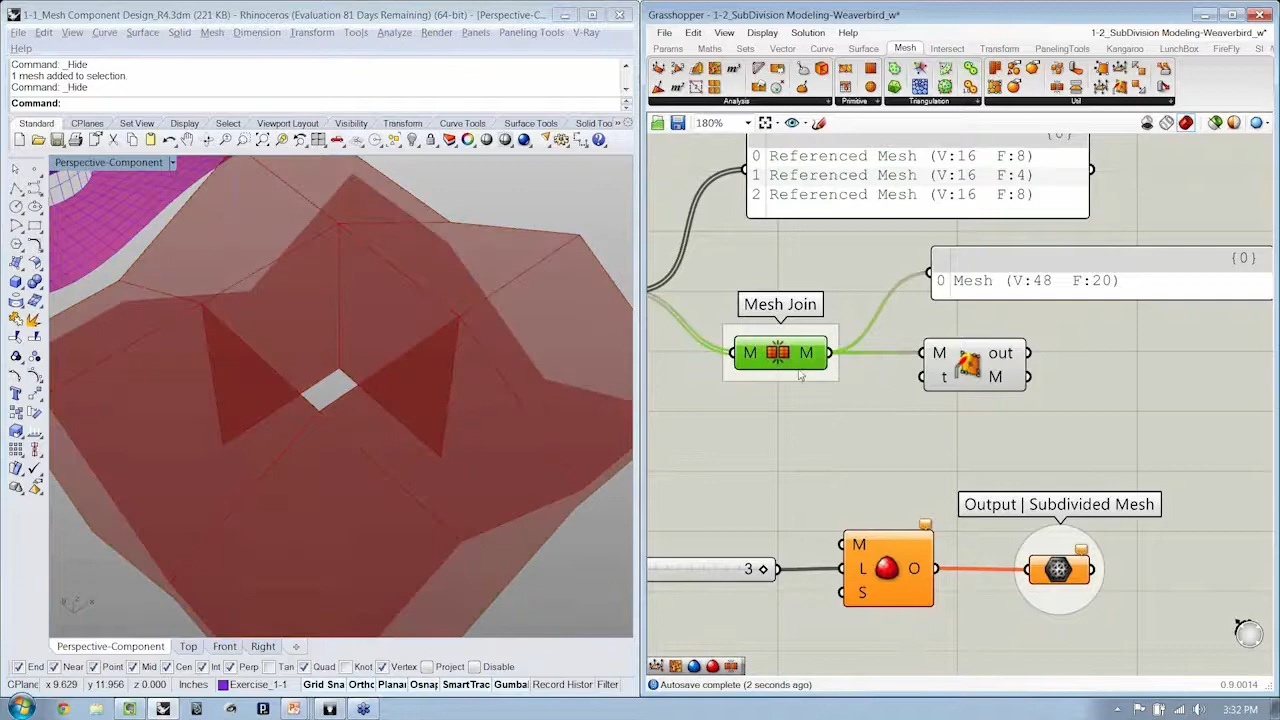 1-1_Mesh Component Design_R4.3dm (221 KB) - Rhinoceros (Evaluation 81 Days Remaining) (64-bit) - [Perspective-C...
File Edit View Curve Surface Solid Mesh Dimension Transform Tools Analyze Render Panels Paneling Tools V-Ray
Help
Command: _Hide
1 mesh added to selection.
Command: _Hide
Command:
Standard CPlanes Set View Display Select Viewport Layout Visibility Transform Curve Tools Surface Tools Solid Too
Perspective-Component
Perspective-Component Top Front Right
End Near Point Mid Cen Int Perp Tan Quad Knot Vertex Project Disable
CPlane x 9.629 y 11.956 z 0.000 Inches Exercise_1-1 Grid Sna Ortho Planar Osnap SmartTrac Gumba Record Histor Filter
Grasshopper - 1-2_SubDivision Modeling-Weaverbird_w*
File Edit View Display Solution Help 1-2_SubDivision Modeling-Weaverbird_w*
Params Maths Sets Vector Curve Surface Mesh Intersect Transform PanelingTools Kangaroo LunchBox FireFly
Analysis Primitive Triangulation Util
180%
{0}
0 Referenced Mesh (V:16 F:8)
1 Referenced Mesh (V:16 F:4)
2 Referenced Mesh (V:16 F:8)
{0}
0 Mesh (V:48 F:20)
Mesh Join
M M
M out
t M
Output | Subdivided Mesh
3
M
L O
S
Autosave complete (2 seconds ago) 0.9.0014
3:32 PM